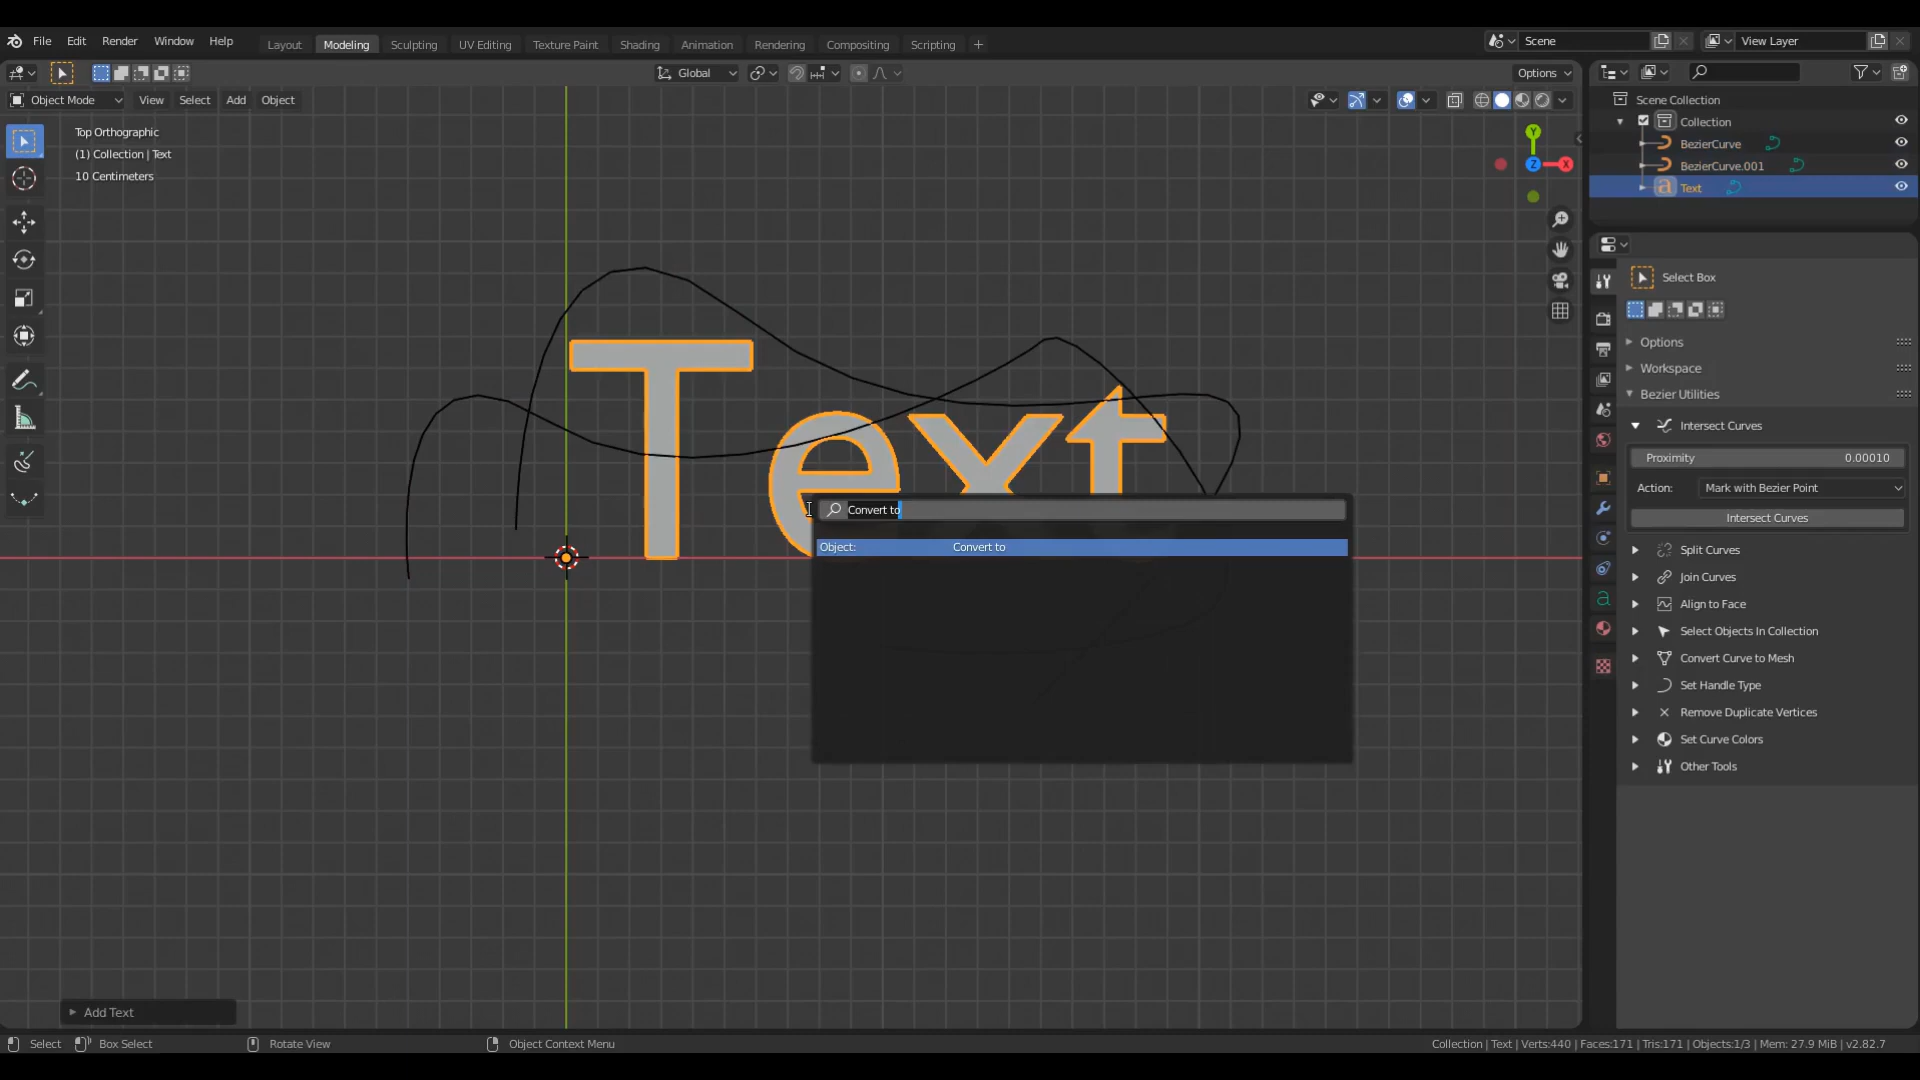 File Edit Render Window Help Layout Modeling Sculpting UV Editing Texture Paint Shading Animation Rendering Compositing Scripting + Scene View Layer
Global Options
Object Mode View Select Add Object
Top Orthographic
(1) Collection | Text
10 Centimeters
Text
Convert to
Object: Convert to
Y
Z X
Scene Collection
Collection
BezierCurve
BezierCurve.001
Text
Select Box
Options
Workspace
Bezier Utilities
Intersect Curves
Proximity 0.00010
Action: Mark with Bezier Point
Intersect Curves
Split Curves
Join Curves
Align to Face
Select Objects In Collection
Convert Curve to Mesh
Set Handle Type
Remove Duplicate Vertices
Set Curve Colors
Other Tools
Add Text
Select Box Select Rotate View Object Context Menu Collection | Text | Verts:440 | Faces:171 | Tris:171 | Objects:1/3 | Mem: 27.9 MiB | v2.82.7